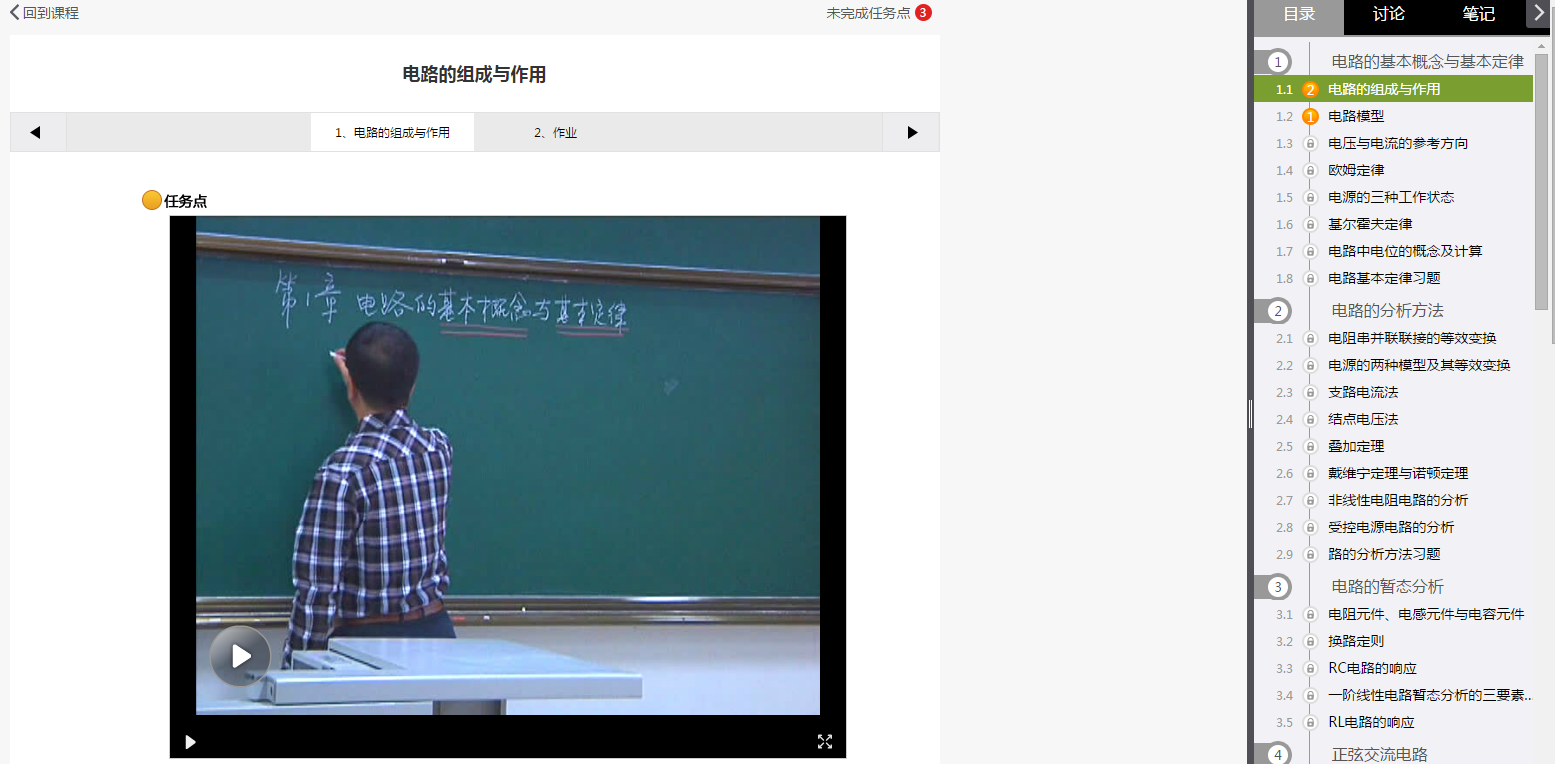 回到课程
未完成任务点 3
电路的组成与作用
1、电路的组成与作用
2、作业
任务点
第1章 电路的基本概念与基本定律
目录
讨论
笔记
1 电路的基本概念与基本定律
1.1 2 电路的组成与作用
1.2 1 电路模型
1.3 电压与电流的参考方向
1.4 欧姆定律
1.5 电源的三种工作状态
1.6 基尔霍夫定律
1.7 电路中电位的概念及计算
1.8 电路基本定律习题
2 电路的分析方法
2.1 电阻串并联联接的等效变换
2.2 电源的两种模型及其等效变换
2.3 支路电流法
2.4 结点电压法
2.5 叠加定理
2.6 戴维宁定理与诺顿定理
2.7 非线性电阻电路的分析
2.8 受控电源电路的分析
2.9 路的分析方法习题
3 电路的暂态分析
3.1 电阻元件、电感元件与电容元件
3.2 换路定则
3.3 RC电路的响应
3.4 一阶线性电路暂态分析的三要素...
3.5 RL电路的响应
4 正弦交流电路